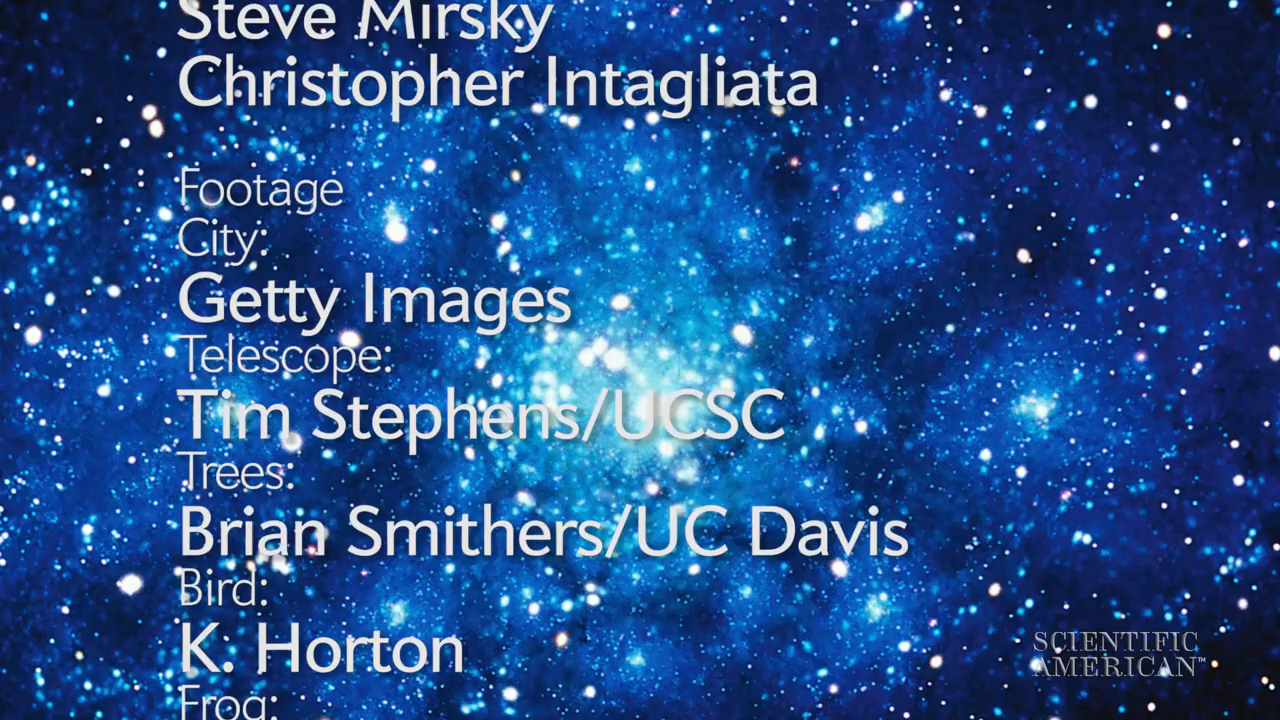 Steve Mirsky
Christopher Intagliata
Footage
City:
Getty Images
Telescope:
Tim Stephens/UCSC
Trees:
Brian Smithers/UC Davis
Bird:
K. Horton
Frog:
SCIENTIFIC
AMERICAN™